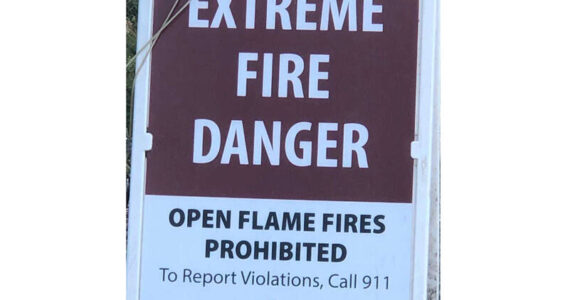 EXTREME
FIRE
DANGER
OPEN FLAME FIRES
PROHIBITED
To Report Violations, Call 911